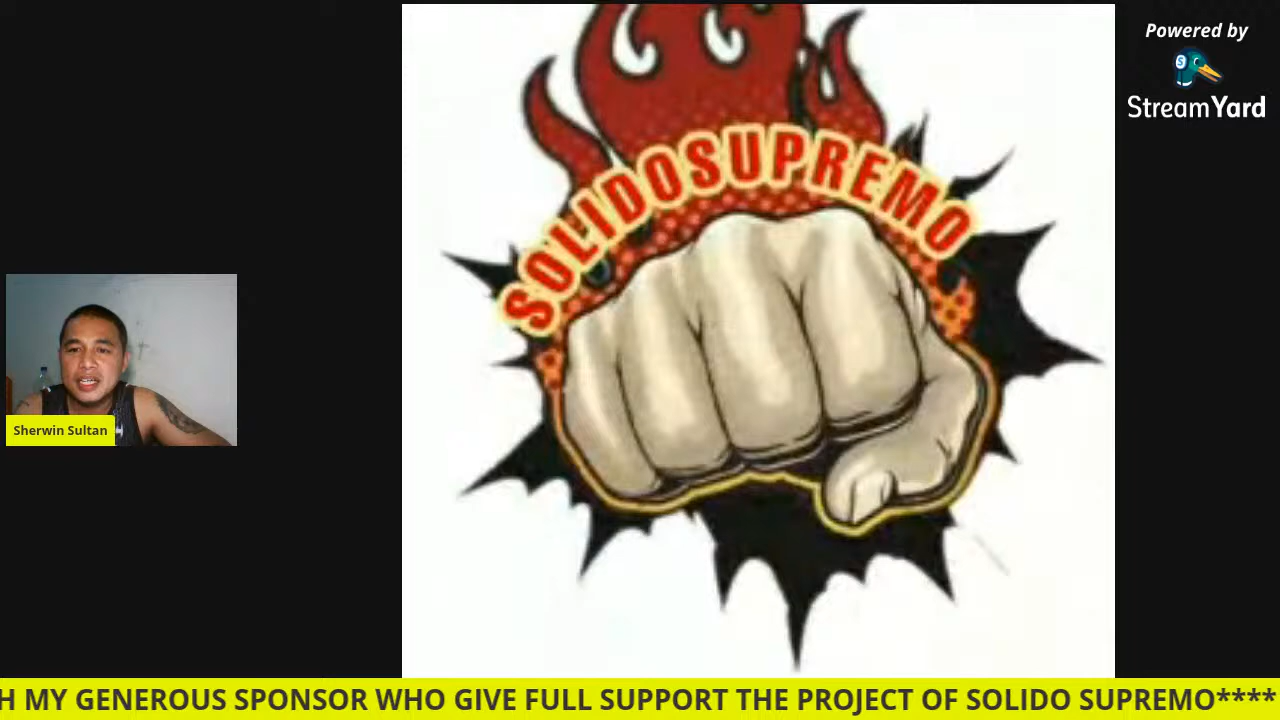 Powered by
StreamYard
SOLIDOSUPREMO
Sherwin Sultan
H MY GENEROUS SPONSOR WHO GIVE FULL SUPPORT THE PROJECT OF SOLIDO SUPREMO****